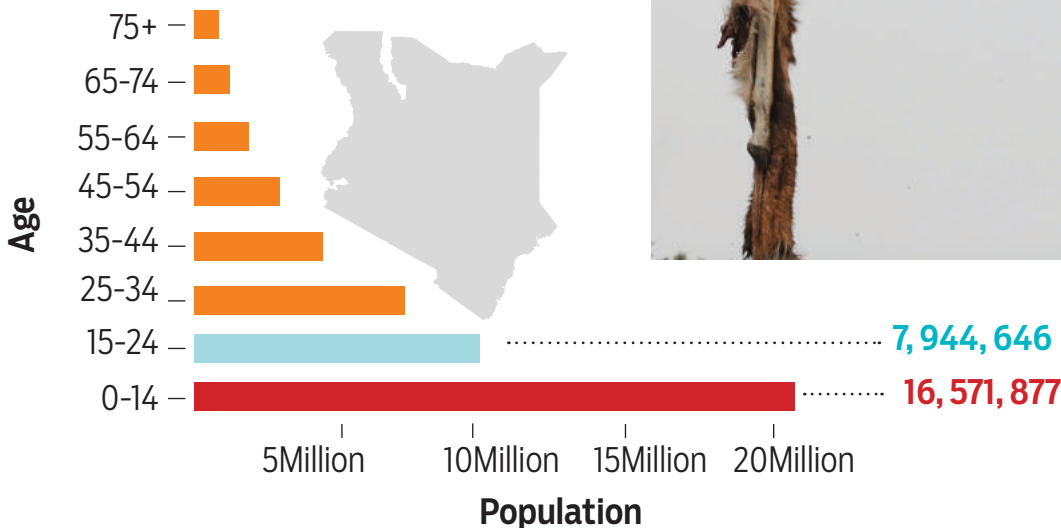 75+
65-74
55-64
45-54
35-44
25-34
15-24
0-14
Age
7, 944, 646
16, 571, 877
5Million 10Million 15Million 20Million
Population